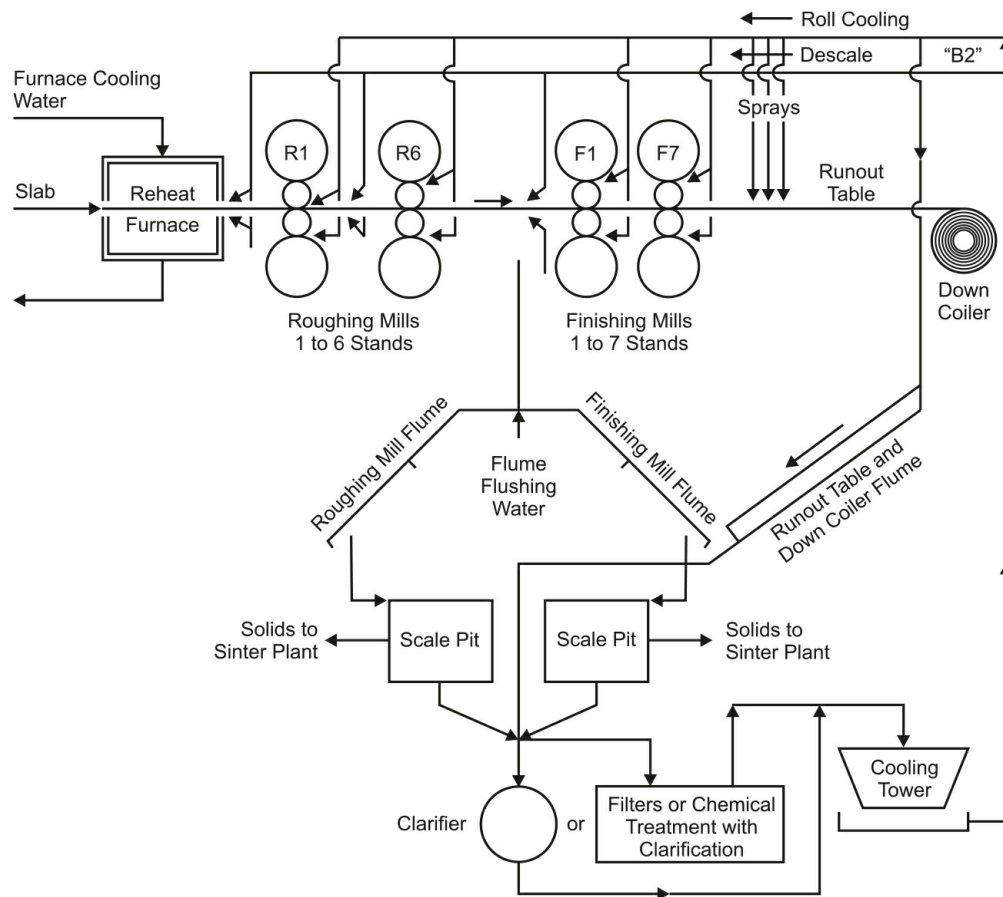 Roll Cooling
Descale
“B2”
Furnace Cooling
Water
Sprays
R1
R6
F1
F7
Slab
Reheat
Furnace
Runout
Table
Down
Coiler
Roughing Mills
1 to 6 Stands
Finishing Mills
1 to 7 Stands
Roughing Mill Flume
Flume
Flushing
Water
Finishing Mill Flume
Runout Table and
Down Coiler Flume
Solids to
Sinter Plant
Scale Pit
Scale Pit
Solids to
Sinter Plant
Clarifier
or
Filters or Chemical
Treatment with
Clarification
Cooling
Tower